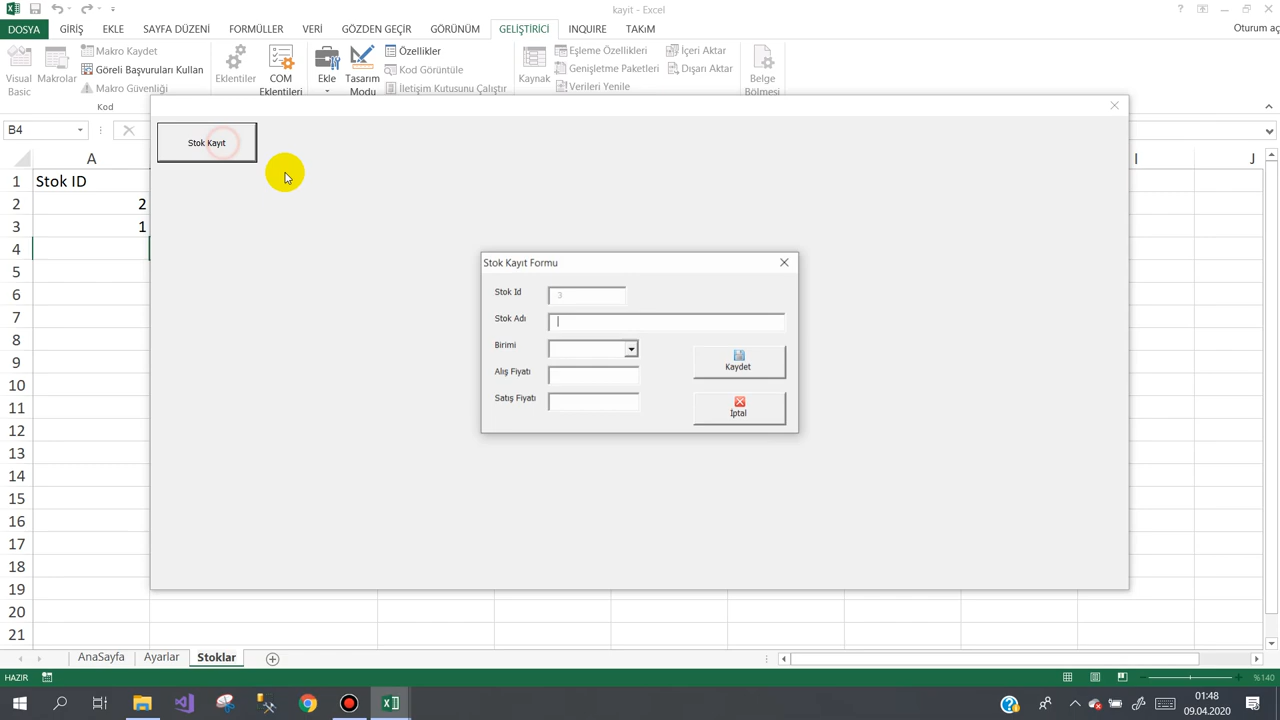 kayit - Excel
DOSYA GİRİŞ EKLE SAYFA DÜZENİ FORMÜLLER VERİ GÖZDEN GEÇİR GÖRÜNÜM GELİŞTİRİCİ INQUIRE TAKıM Oturum aç
Visual Basic
Makrolar
Makro Kaydet
Göreli Başvuruları Kullan
Makro Güvenliği
Kod
Eklentiler
COM Eklentileri
Ekle
Tasarım Modu
Özellikler
Kod Görüntüle
İletişim Kutusunu Çalıştır
Kaynak
Eşleme Özellikleri
Genişletme Paketleri
Verileri Yenile
İçeri Aktar
Dışarı Aktar
Belge Bölmesi
B4
A I J
1 Stok ID
2 2
3 1
4
5
6
7
8
9
10
11
12
13
14
15
16
17
18
19
20
21
Stok Kayıt
Stok Kayıt Formu
Stok Id 3
Stok Adı
Birimi
Alış Fiyatı
Satış Fiyatı
Kaydet
İptal
AnaSayfa Ayarlar Stoklar
HAZIR
%140
01:48
09.04.2020